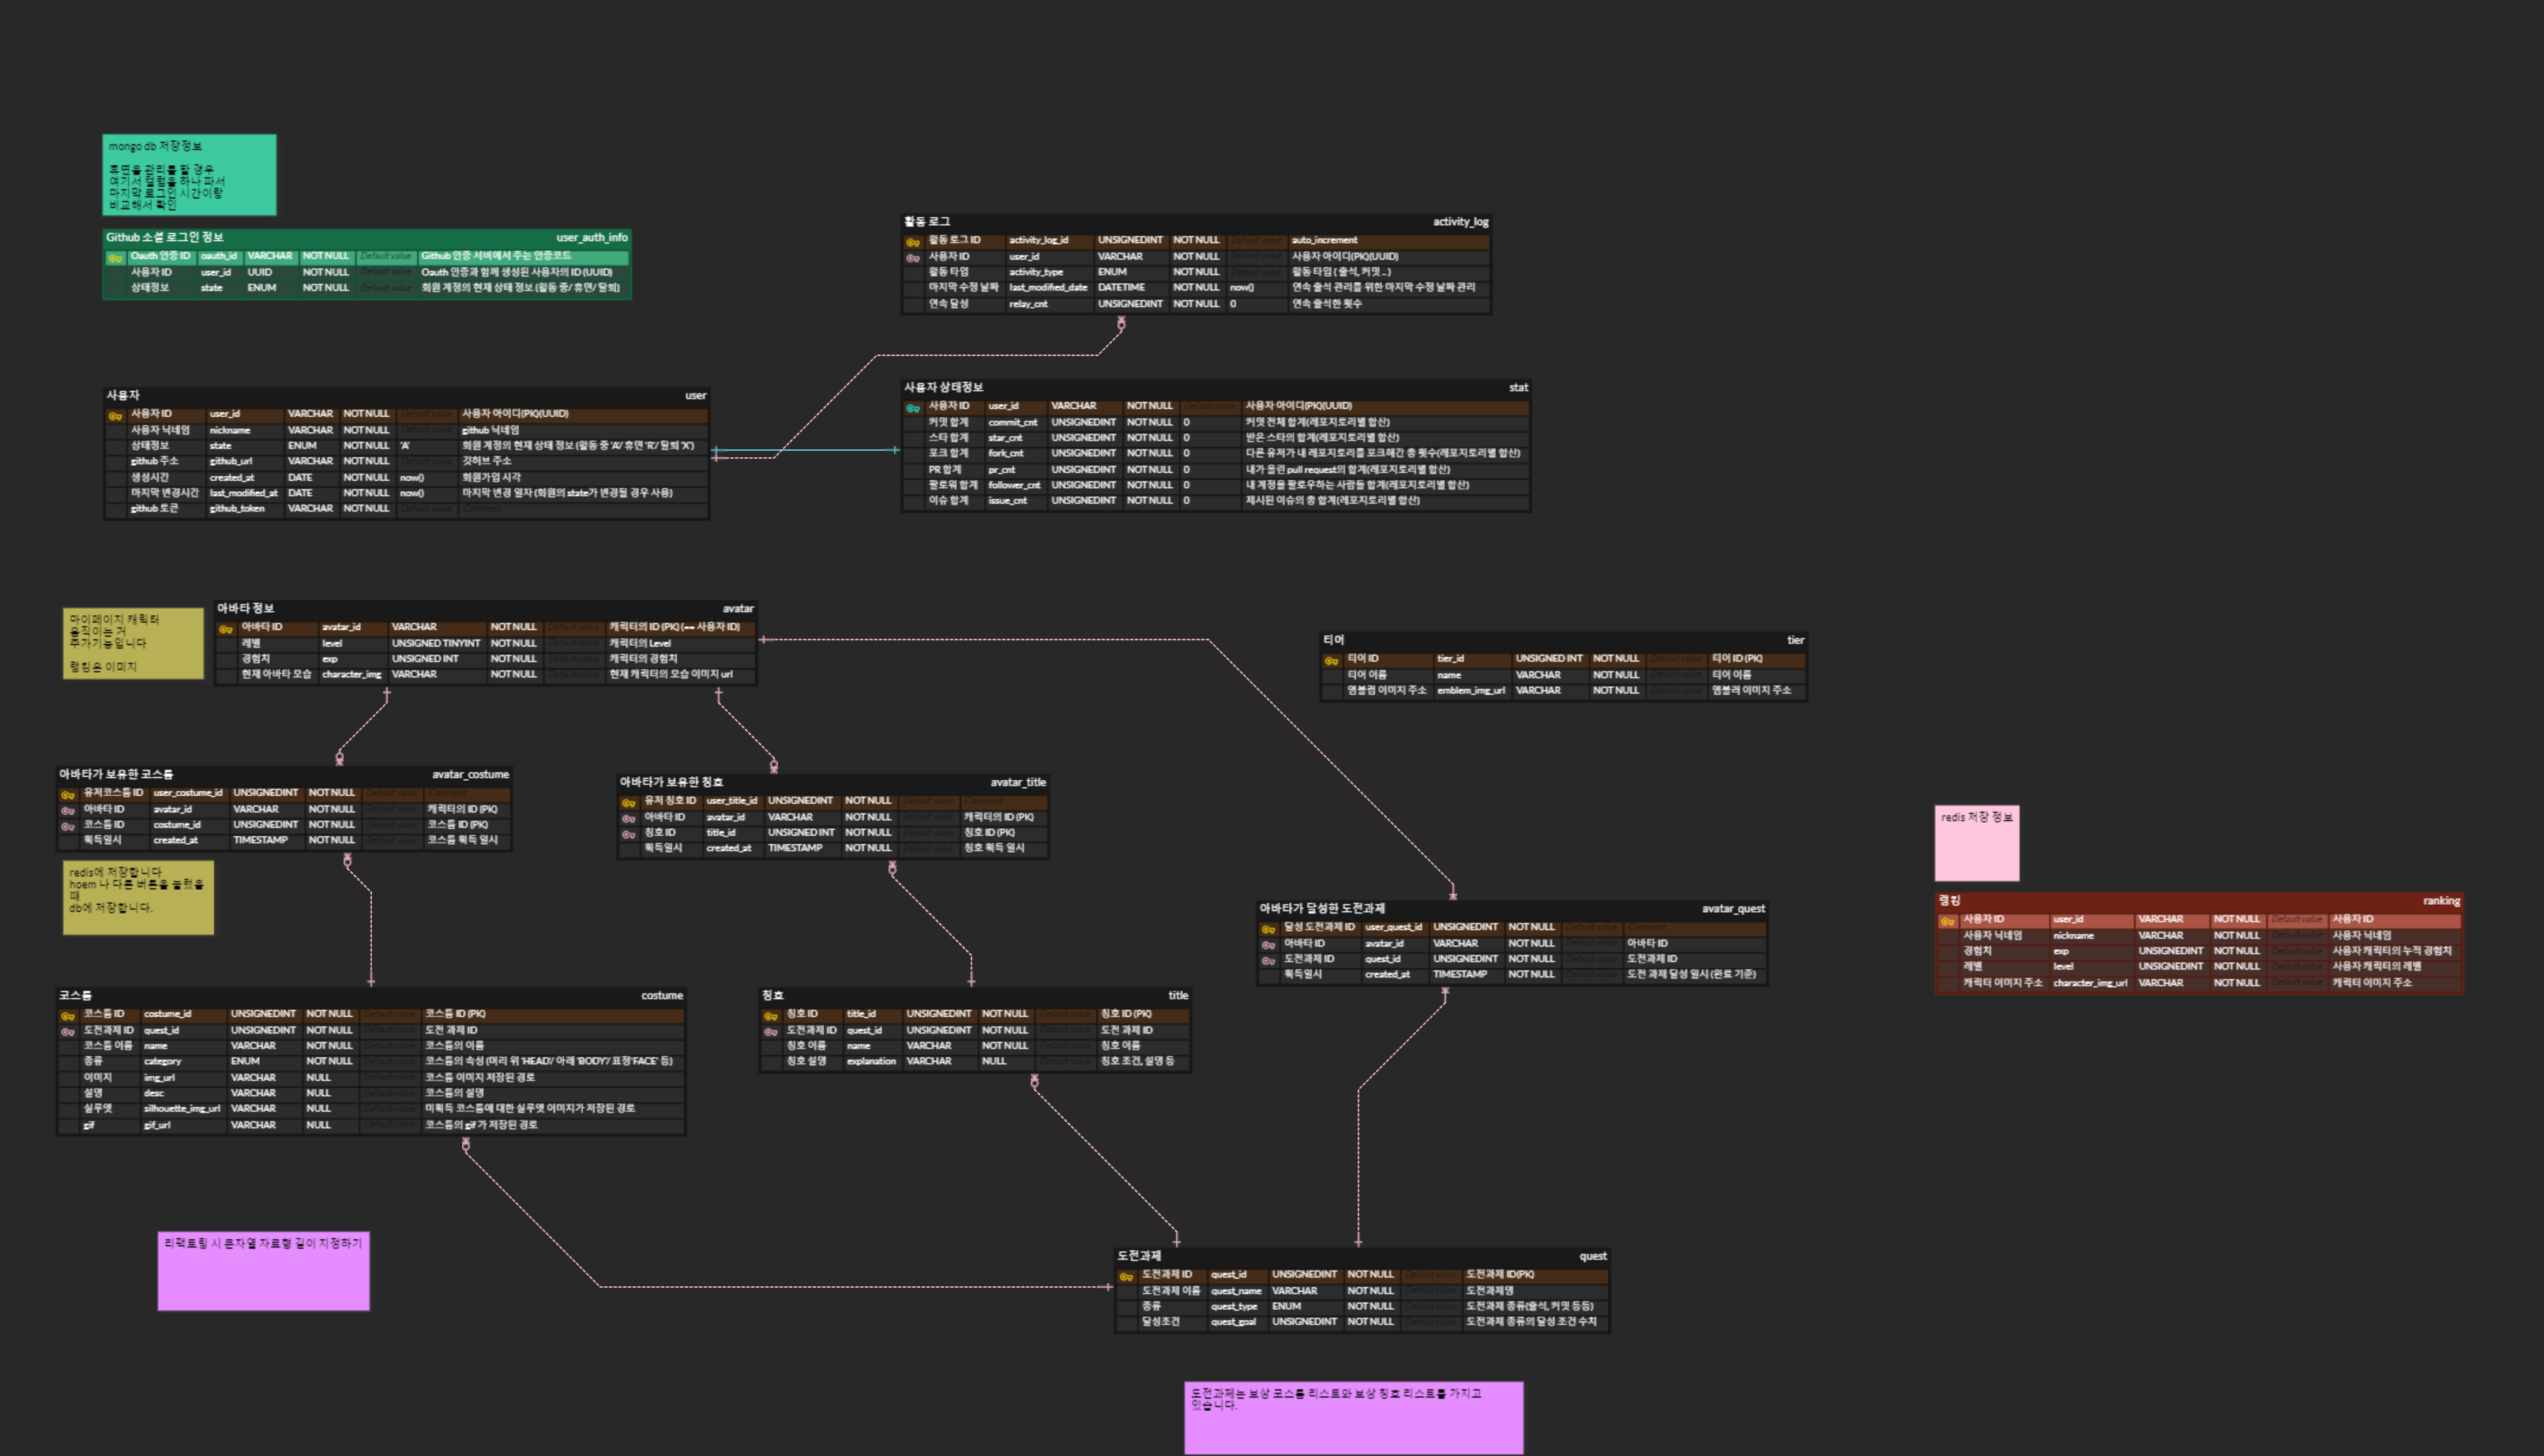 mongo db 저장정보
휴면을 관리를 할 경우
여기서 컬럼을 하나 파서
마지막 로그인 시간이랑
비교해서 확인
Github 소셜 로그인 정보 user_auth_info
Oauth 인증 ID oauth_id VARCHAR NOT NULL Default value Github 인증 서버에서 주는 인증코드
사용자 ID user_id UUID NOT NULL Default value Oauth 인증과 함께 생성된 사용자의 ID (UUID)
상태정보 state ENUM NOT NULL Default value 회원 계정의 현재 상태 정보 (활동 중/ 휴면/ 탈퇴)
활동 로그 activity_log
활동 로그 ID activity_log_id UNSIGNEDINT NOT NULL Default value auto_increment
사용자 ID user_id VARCHAR NOT NULL 사용자 아이디(PK)(UUID)
활동 타입 activity_type ENUM NOT NULL Default value 활동 타입 ( 출석, 커밋 .. )
마지막 수정 날짜 last_modified_date DATETIME NOT NULL now() 연속 출석 관리를 위한 마지막 수정 날짜 관리
연속 달성 relay_cnt UNSIGNEDINT NOT NULL 0 연속 출석한 횟수
사용자 user
사용자 ID user_id VARCHAR NOT NULL Default value 사용자 아이디(PK)(UUID)
사용자 닉네임 nickname VARCHAR NOT NULL Default value github 닉네임
상태정보 state ENUM NOT NULL 'A' 회원 계정의 현재 상태 정보 (활동 중 'A'/ 휴면 'R'/ 탈퇴 'X')
github 주소 github_url VARCHAR NOT NULL Default value 깃허브 주소
생성시간 created_at DATE NOT NULL now() 회원가입 시각
마지막 변경시간 last_modified_at DATE NOT NULL now() 마지막 변경 일자 (회원의 state가 변경될 경우 사용)
github 토큰 github_token VARCHAR NOT NULL Default value Comment
사용자 상태정보 stat
사용자 ID user_id VARCHAR NOT NULL Default value 사용자 아이디(PK)(UUID)
커밋 합계 commit_cnt UNSIGNEDINT NOT NULL 0 커밋 전체 합계(레포지토리별 합산)
스타 합계 star_cnt UNSIGNEDINT NOT NULL 0 받은 스타의 합계(레포지토리별 합산)
포크 합계 fork_cnt UNSIGNEDINT NOT NULL 0 다른 유저가 내 레포지토리를 포크해간 총 횟수(레포지토리별 합산)
PR 합계 pr_cnt UNSIGNEDINT NOT NULL 0 내가 올린 pull request의 합계(레포지토리별 합산)
팔로워 합계 follower_cnt UNSIGNEDINT NOT NULL 0 내 계정을 팔로우하는 사람들 합계(레포지토리별 합산)
이슈 합계 issue_cnt UNSIGNEDINT NOT NULL 0 제시된 이슈의 총 합계(레포지토리별 합산)
마이페이지 캐릭터
움직이는 거
추가기능입니다
랭킹은 이미지
아바타 정보 avatar
아바타 ID avatar_id VARCHAR NOT NULL Default value 캐릭터의 ID (PK) (== 사용자 ID)
레벨 level UNSIGNED TINYINT NOT NULL Default value 캐릭터의 Level
경험치 exp UNSIGNED INT NOT NULL Default value 캐릭터의 경험치
현재 아바타 모습 character_img VARCHAR NOT NULL Default value 현재 캐릭터의 모습 이미지 url
티어 tier
티어 ID tier_id UNSIGNED INT NOT NULL Default value 티어 ID (PK)
티어 이름 name VARCHAR NOT NULL Default value 티어 이름
엠블럼 이미지 주소 emblem_img_url VARCHAR NOT NULL Default value 엠블러 이미지 주소
아바타가 보유한 코스튬 avatar_costume
유저코스튬 ID user_costume_id UNSIGNEDINT NOT NULL Default value Comment
아바타 ID avatar_id VARCHAR NOT NULL Default value 캐릭터의 ID (PK)
코스튬 ID costume_id UNSIGNEDINT NOT NULL Default value 코스튬 ID (PK)
획득일시 created_at TIMESTAMP NOT NULL Default value 코스튬 획득 일시
아바타가 보유한 칭호 avatar_title
유저 칭호 ID user_title_id UNSIGNEDINT NOT NULL Default value Comment
아바타 ID avatar_id VARCHAR NOT NULL Default value 캐릭터의 ID (PK)
칭호 ID title_id UNSIGNED INT NOT NULL Default value 칭호 ID (PK)
획득일시 created_at TIMESTAMP NOT NULL Default value 칭호 획득 일시
redis에 저장합니다
hoem 나 다른 버튼을 눌렀을
때
db에 저장합니다.
redis 저장 정보
아바타가 달성한 도전과제 avatar_quest
달성 도전과제 ID user_quest_id UNSIGNEDINT NOT NULL Default value Comment
아바타 ID avatar_id VARCHAR NOT NULL Default value 아바타 ID
도전과제 ID quest_id UNSIGNEDINT NOT NULL Default value 도전과제 ID
획득일시 created_at TIMESTAMP NOT NULL Default value 도전 과제 달성 일시 (완료 기준)
랭킹 ranking
사용자 ID user_id VARCHAR NOT NULL Default value 사용자 ID
사용자 닉네임 nickname VARCHAR NOT NULL Default value 사용자 닉네임
경험치 exp UNSIGNEDINT NOT NULL Default value 사용자 캐릭터의 누적 경험치
레벨 level UNSIGNEDINT NOT NULL Default value 사용자 캐릭터의 레벨
캐릭터 이미지 주소 character_img_url VARCHAR NOT NULL Default value 캐릭터 이미지 주소
코스튬 costume
코스튬 ID costume_id UNSIGNEDINT NOT NULL Default value 코스튬 ID (PK)
도전과제 ID quest_id UNSIGNEDINT NOT NULL Default value 도전 과제 ID
코스튬 이름 name VARCHAR NOT NULL Default value 코스튬의 이름
종류 category ENUM NOT NULL Default value 코스튬의 속성 (머리 위 'HEAD'/ 아래 'BODY'/ 표정'FACE' 등)
이미지 img_url VARCHAR NULL Default value 코스튬 이미지 저장된 경로
설명 desc VARCHAR NULL Default value 코스튬의 설명
실루엣 silhouette_img_url VARCHAR NULL Default value 미획득 코스튬에 대한 실루엣 이미지가 저장된 경로
gif gif_url VARCHAR NULL Default value 코스튬의 gif 가 저장된 경로
칭호 title
칭호 ID title_id UNSIGNEDINT NOT NULL Default value 칭호 ID (PK)
도전과제 ID quest_id UNSIGNEDINT NOT NULL Default value 도전 과제 ID
칭호 이름 name VARCHAR NOT NULL Default value 칭호 이름
칭호 설명 explanation VARCHAR NULL Default value 칭호 조건, 설명 등
리팩토링 시 문자열 자료형 길이 지정하기
도전과제 quest
도전과제 ID quest_id UNSIGNEDINT NOT NULL Default value 도전과제 ID(PK)
도전과제 이름 quest_name VARCHAR NOT NULL Default value 도전과제명
종류 quest_type ENUM NOT NULL Default value 도전과제 종류(출석, 커밋 등등)
달성조건 quest_goal UNSIGNEDINT NOT NULL Default value 도전과제 종류의 달성 조건 수치
도전과제는 보상 코스튬 리스트와 보상 칭호 리스트를 가지고
있습니다.